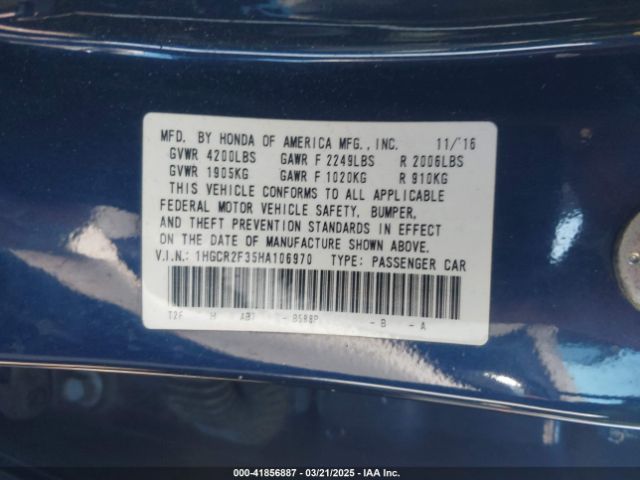 MFD. BY HONDA OF AMERICA MFG., INC. 11/'16
GVWR 4200LBS GAWR F 2249LBS R 2006LBS
GVWR 1905KG GAWR F 1020KG R 910KG
THIS VEHICLE CONFORMS TO ALL APPLICABLE
FEDERAL MOTOR VEHICLE SAFETY, BUMPER,
AND THEFT PREVENTION STANDARDS IN EFFECT
ON THE DATE OF MANUFACTURE SHOWN ABOVE.
V.I.N.: 1HGCR2F35HA106970 TYPE: PASSENGER CAR
T2F - B588P - B - A
000-41856887 - 03/21/2025 - IAA Inc.